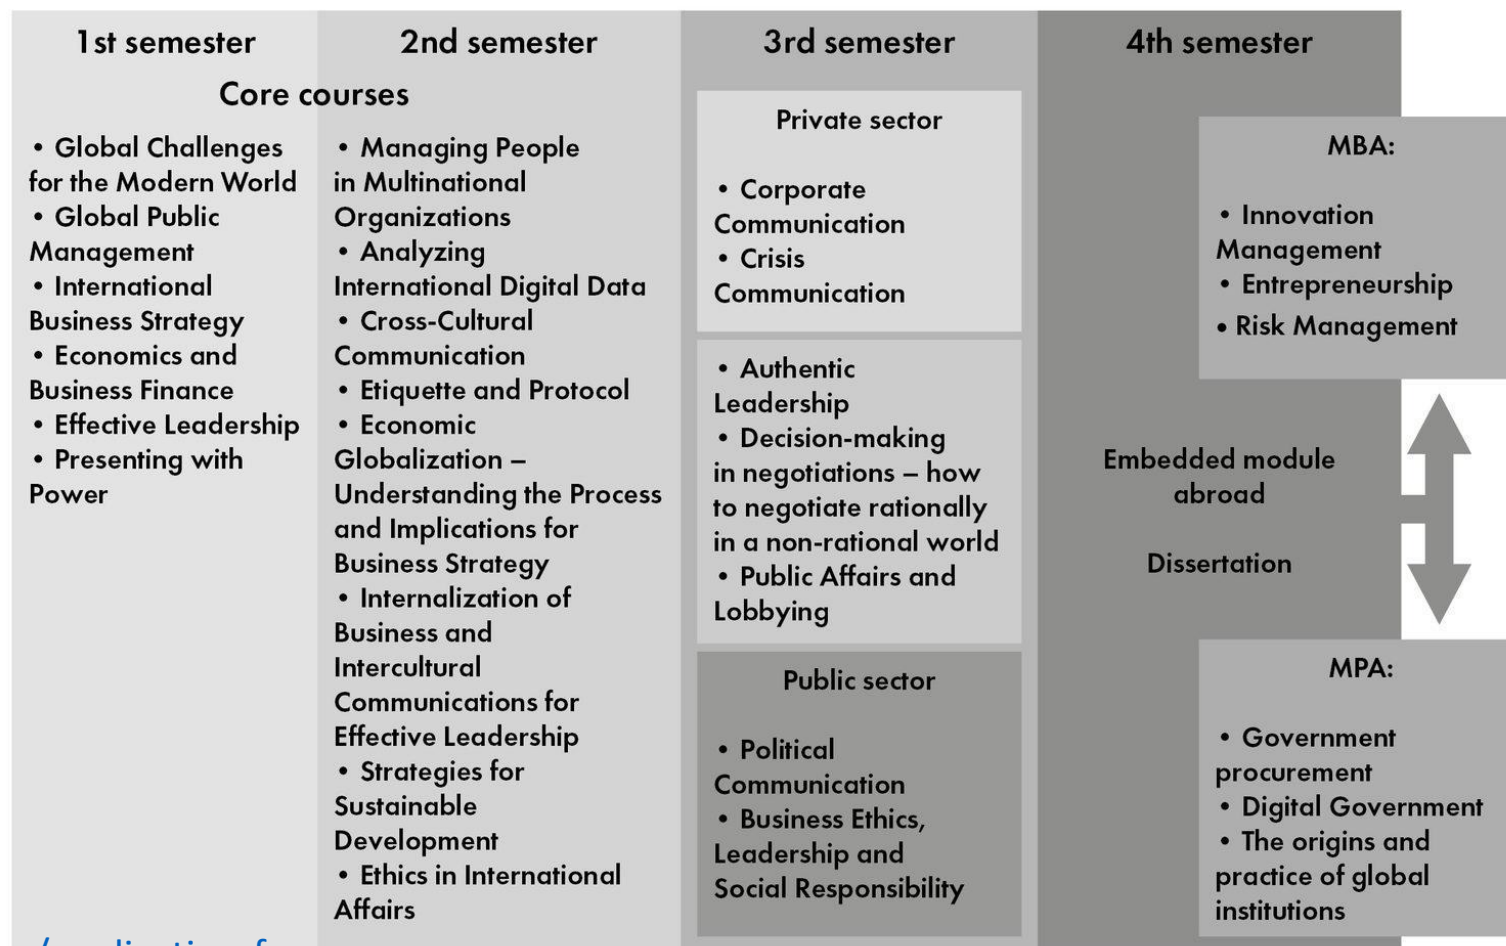 1st semester
2nd semester
3rd semester
4th semester
Core courses
• Global Challenges
for the Modern World
• Global Public
Management
• International
Business Strategy
• Economics and
Business Finance
• Effective Leadership
• Presenting with
Power
• Managing People
in Multinational
Organizations
• Analyzing
International Digital Data
• Cross-Cultural
Communication
• Etiquette and Protocol
• Economic
Globalization –
Understanding the Process
and Implications for
Business Strategy
• Internalization of
Business and
Intercultural
Communications for
Effective Leadership
• Strategies for
Sustainable
Development
• Ethics in International
Affairs
Private sector
• Corporate
Communication
• Crisis
Communication
• Authentic
Leadership
• Decision-making
in negotiations – how
to negotiate rationally
in a non-rational world
• Public Affairs and
Lobbying
Public sector
• Political
Communication
• Business Ethics,
Leadership and
Social Responsibility
Embedded module
abroad
Dissertation
MBA:
• Innovation
Management
• Entrepreneurship
• Risk Management
MPA:
• Government
procurement
• Digital Government
• The origins and
practice of global
institutions